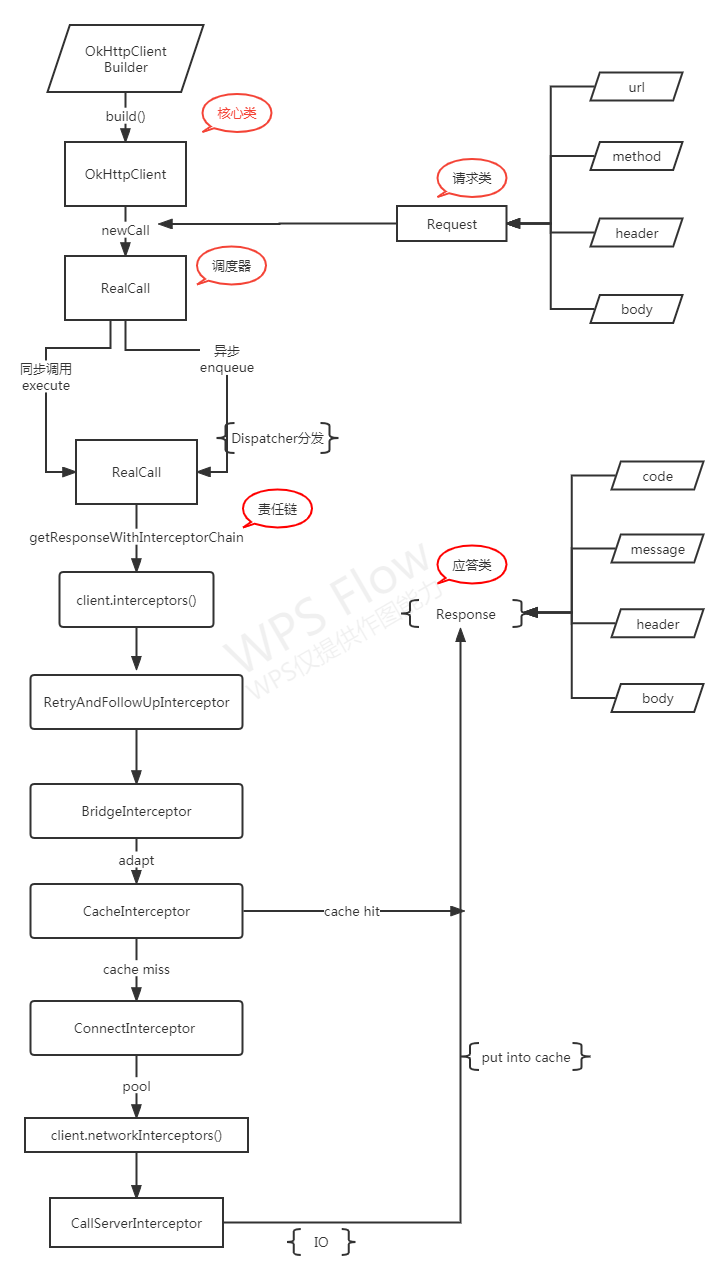 OkHttpClient
Builder
build()
核心类
OkHttpClient
newCall
调度器
RealCall
请求类
Request
url
method
header
body
同步调用
execute
异步
enqueue
Dispatcher分发
RealCall
责任链
getResponseWithInterceptorChain
client.interceptors()
RetryAndFollowUpInterceptor
BridgeInterceptor
adapt
CacheInterceptor
cache hit
cache miss
ConnectInterceptor
pool
client.networkInterceptors()
CallServerInterceptor
IO
put into cache
应答类
Response
code
message
header
body
WPS Flow
WPS仅提供作图能力